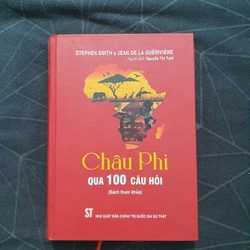 STEPHEN SMITH & JEAN DE LA GUÉRIVIÈRE
Người dịch: Nguyễn Thị Tươi
Châu Phi
QUA 100 CÂU HỎI
(Sách tham khảo)
ST
NHÀ XUẤT BẢN CHÍNH TRỊ QUỐC GIA SỰ THẬT